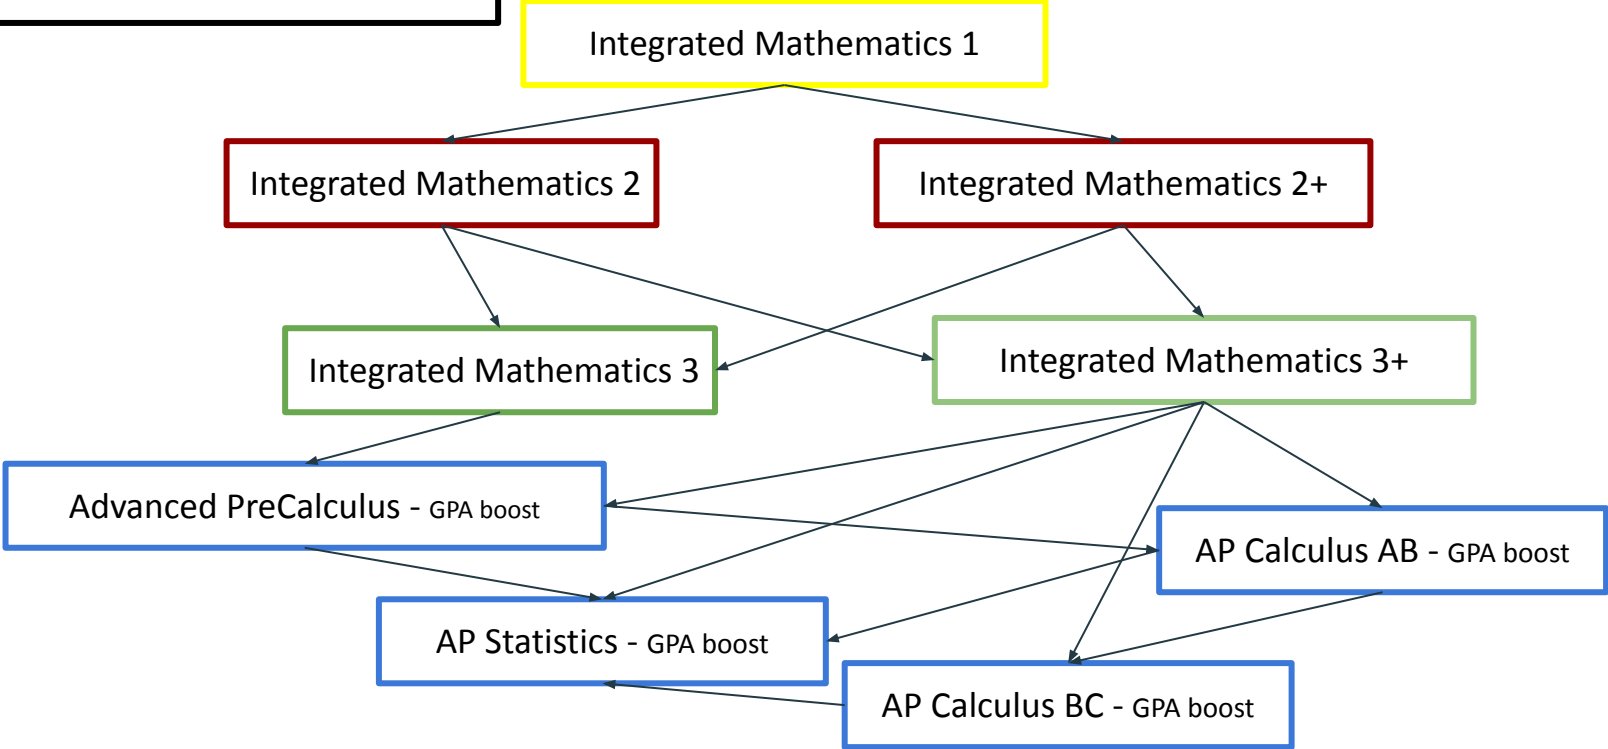 Integrated Mathematics 1
Integrated Mathematics 2
Integrated Mathematics 2+
Integrated Mathematics 3
Integrated Mathematics 3+
Advanced PreCalculus - GPA boost
AP Calculus AB - GPA boost
AP Statistics - GPA boost
AP Calculus BC - GPA boost